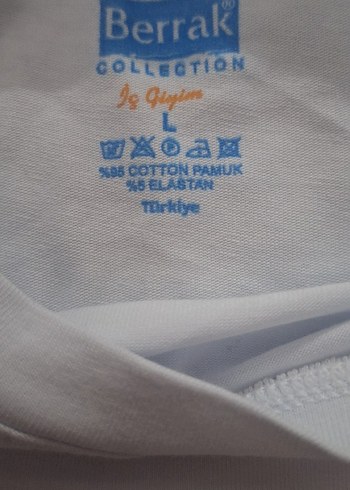 Berrak®
COLLECTION
İç Giyim
L
%95 COTTON PAMUK
%5 ELASTAN
Türkiye